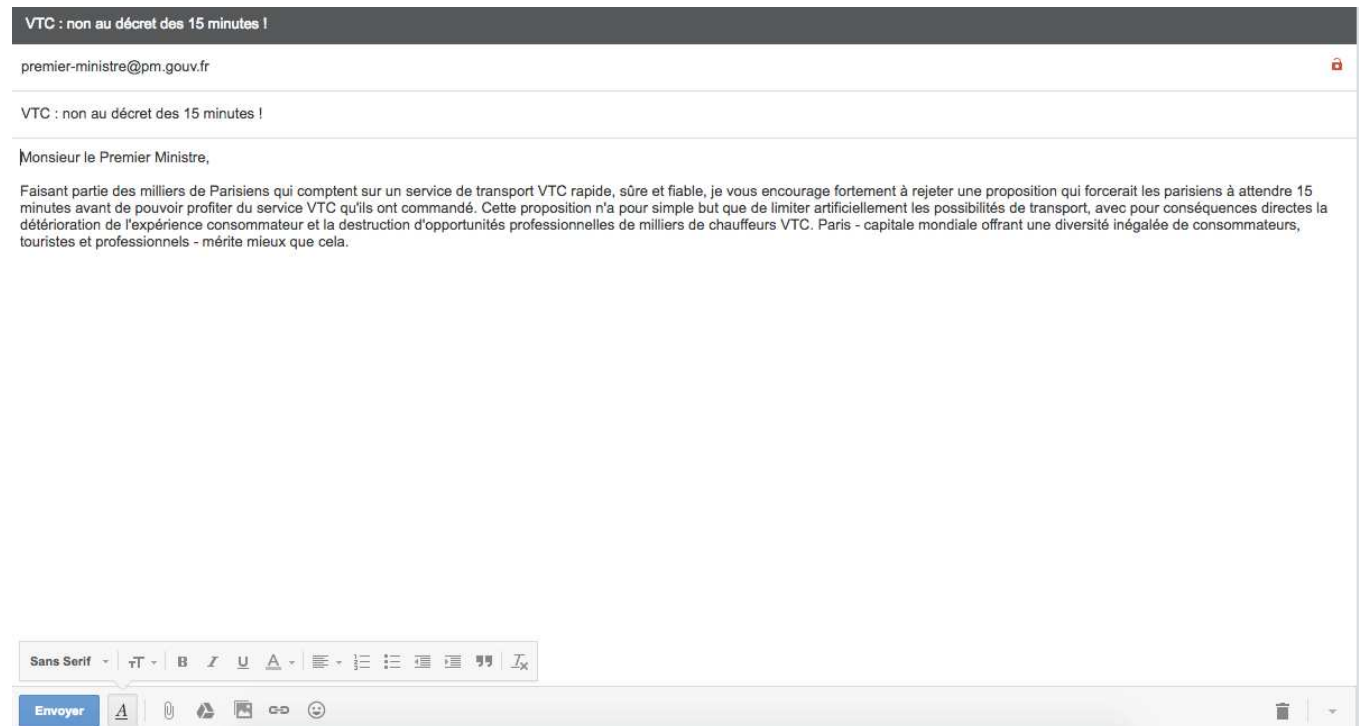 VTC : non au décret des 15 minutes !
premier-ministre@pm.gouv.fr
VTC : non au décret des 15 minutes !
Monsieur le Premier Ministre,
Faisant partie des milliers de Parisiens qui comptent sur un service de transport VTC rapide, sûre et fiable, je vous encourage fortement à rejeter une proposition qui forcerait les parisiens à attendre 15
minutes avant de pouvoir profiter du service VTC qu'ils ont commandé. Cette proposition n'a pour simple but que de limiter artificiellement les possibilités de transport, avec pour conséquences directes la
détérioration de l'expérience consommateur et la destruction d'opportunités professionnelles de milliers de chauffeurs VTC. Paris - capitale mondiale offrant une diversité inégalée de consommateurs,
touristes et professionnels - mérite mieux que cela.
Sans Serif
Envoyer